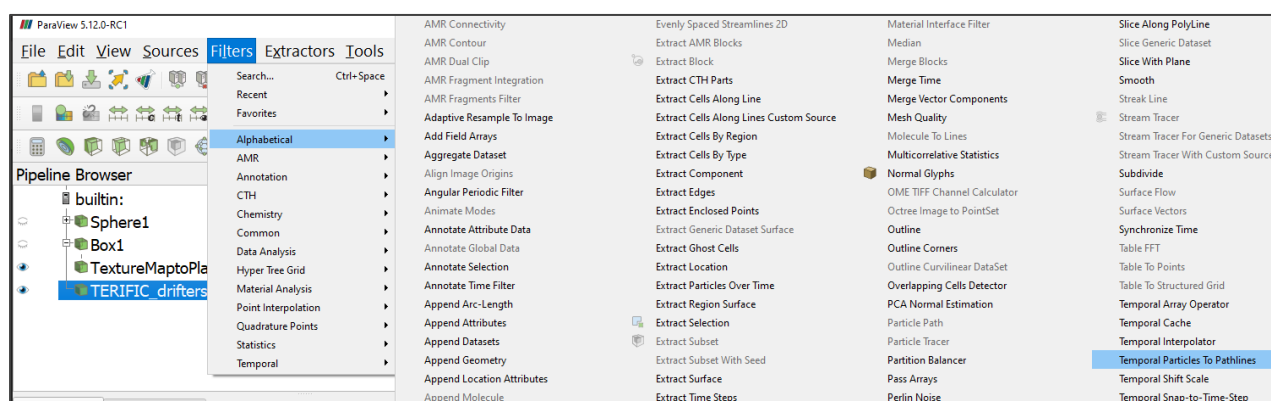 ParaView 5.12.0-RC1
File Edit View Sources Filters Extractors Tools
Pipeline Browser
builtin:
Sphere1
Box1
TextureMaptoPla
TERIFIC_drifters
Search... Ctrl+Space
Recent
Favorites
Alphabetical
AMR
Annotation
CTH
Chemistry
Common
Data Analysis
Hyper Tree Grid
Material Analysis
Point Interpolation
Quadrature Points
Statistics
Temporal
AMR Connectivity
AMR Contour
AMR Dual Clip
AMR Fragment Integration
AMR Fragments Filter
Adaptive Resample To Image
Add Field Arrays
Aggregate Dataset
Align Image Origins
Angular Periodic Filter
Animate Modes
Annotate Attribute Data
Annotate Global Data
Annotate Selection
Annotate Time Filter
Append Arc-Length
Append Attributes
Append Datasets
Append Geometry
Append Location Attributes
Append Molecule
Evenly Spaced Streamlines 2D
Extract AMR Blocks
Extract Block
Extract CTH Parts
Extract Cells Along Line
Extract Cells Along Lines Custom Source
Extract Cells By Region
Extract Cells By Type
Extract Component
Extract Edges
Extract Enclosed Points
Extract Generic Dataset Surface
Extract Ghost Cells
Extract Location
Extract Particles Over Time
Extract Region Surface
Extract Selection
Extract Subset
Extract Subset With Seed
Extract Surface
Extract Time Steps
Material Interface Filter
Median
Merge Blocks
Merge Time
Merge Vector Components
Mesh Quality
Molecule To Lines
Multicorrelative Statistics
Normal Glyphs
OME TIFF Channel Calculator
Octree Image to PointSet
Outline
Outline Corners
Outline Curvilinear DataSet
Overlapping Cells Detector
PCA Normal Estimation
Particle Path
Particle Tracer
Partition Balancer
Pass Arrays
Perlin Noise
Slice Along PolyLine
Slice Generic Dataset
Slice With Plane
Smooth
Streak Line
Stream Tracer
Stream Tracer For Generic Datasets
Stream Tracer With Custom Source
Subdivide
Surface Flow
Surface Vectors
Synchronize Time
Table FFT
Table To Points
Table To Structured Grid
Temporal Array Operator
Temporal Cache
Temporal Interpolator
Temporal Particles To Pathlines
Temporal Shift Scale
Temporal Snap-to-Time-Step